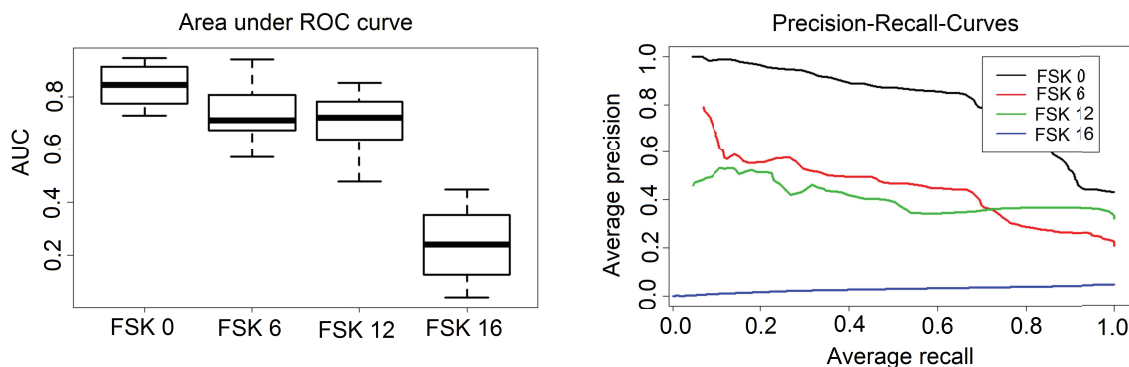 Area under ROC curve
AUC
0.8
0.6
0.4
0.2
FSK 0
FSK 6
FSK 12
FSK 16
Precision-Recall-Curves
Average precision
1.0
0.8
0.6
0.4
0.2
0.0
FSK 0
FSK 6
FSK 12
FSK 16
0.0
0.2
0.4
0.6
0.8
1.0
Average recall